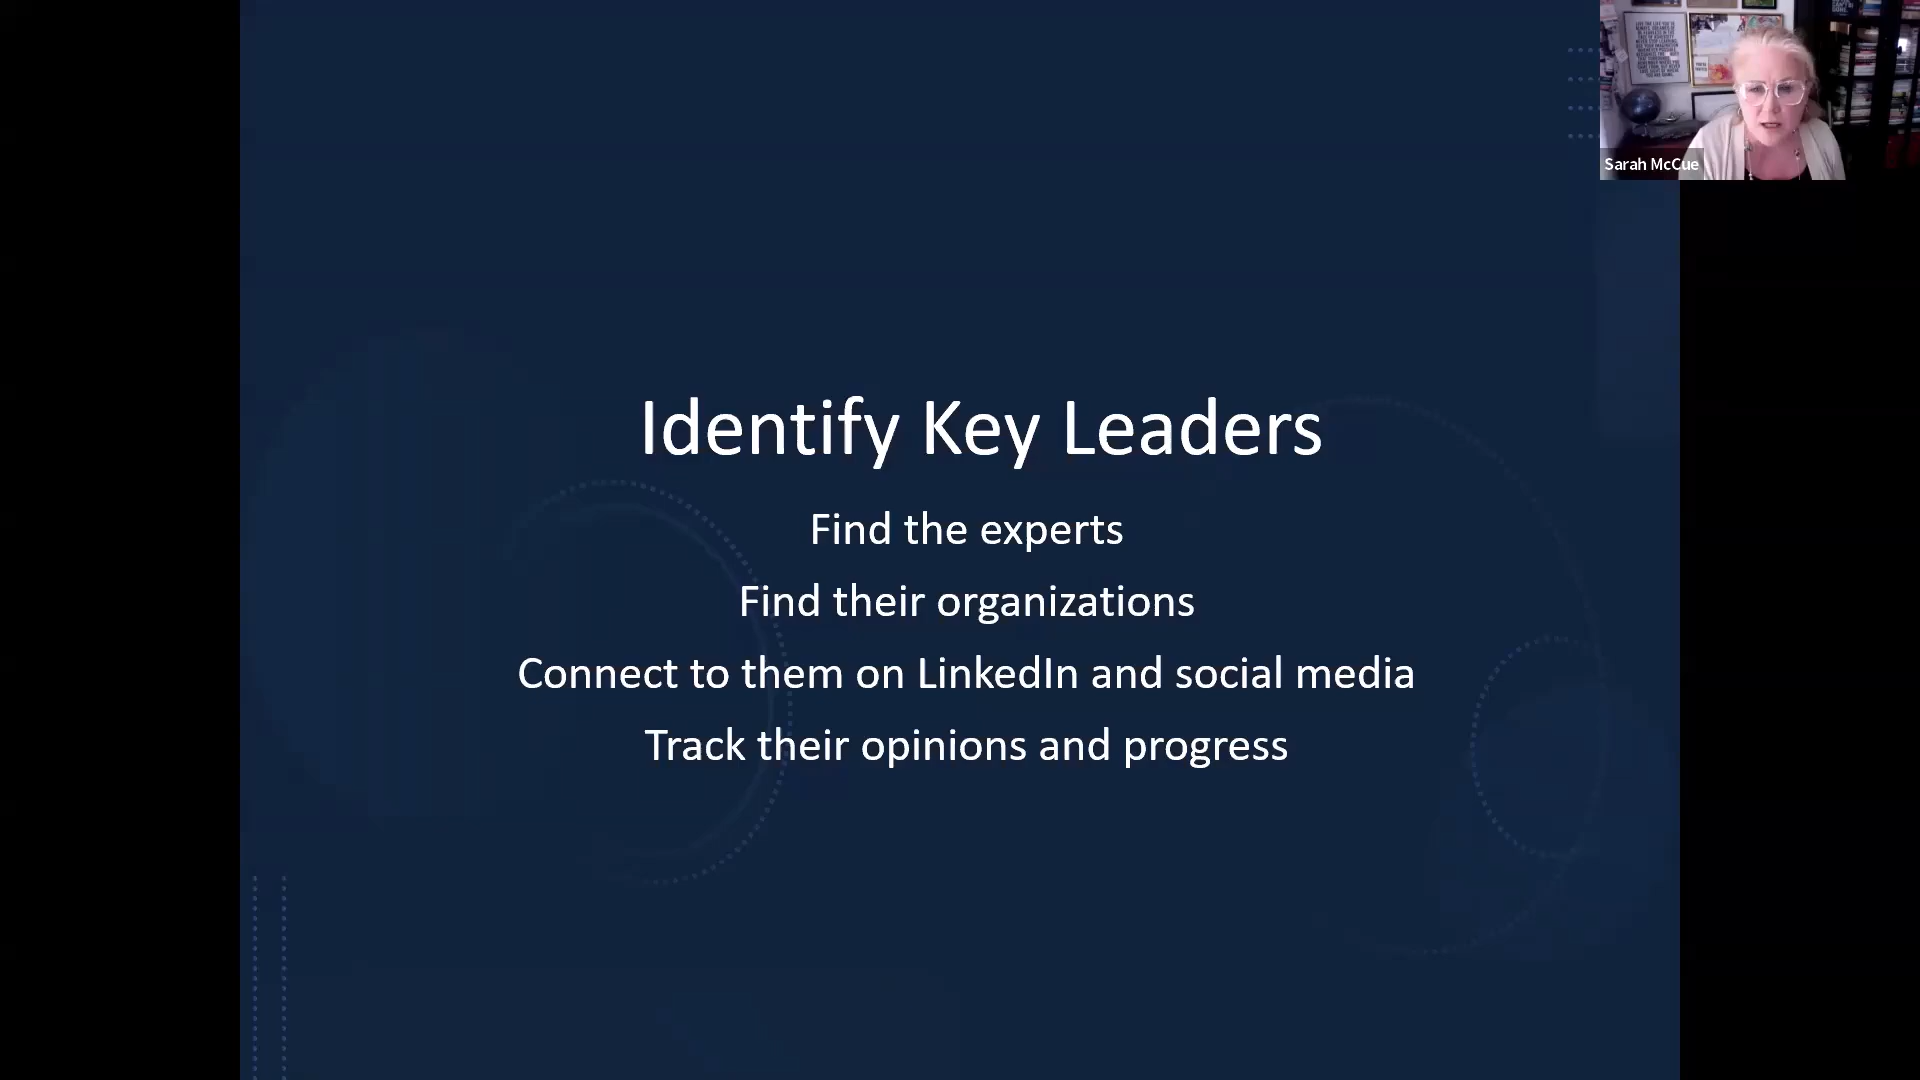 Identify Key Leaders
Find the experts
Find their organizations
Connect to them on LinkedIn and social media
Track their opinions and progress
Sarah McCue